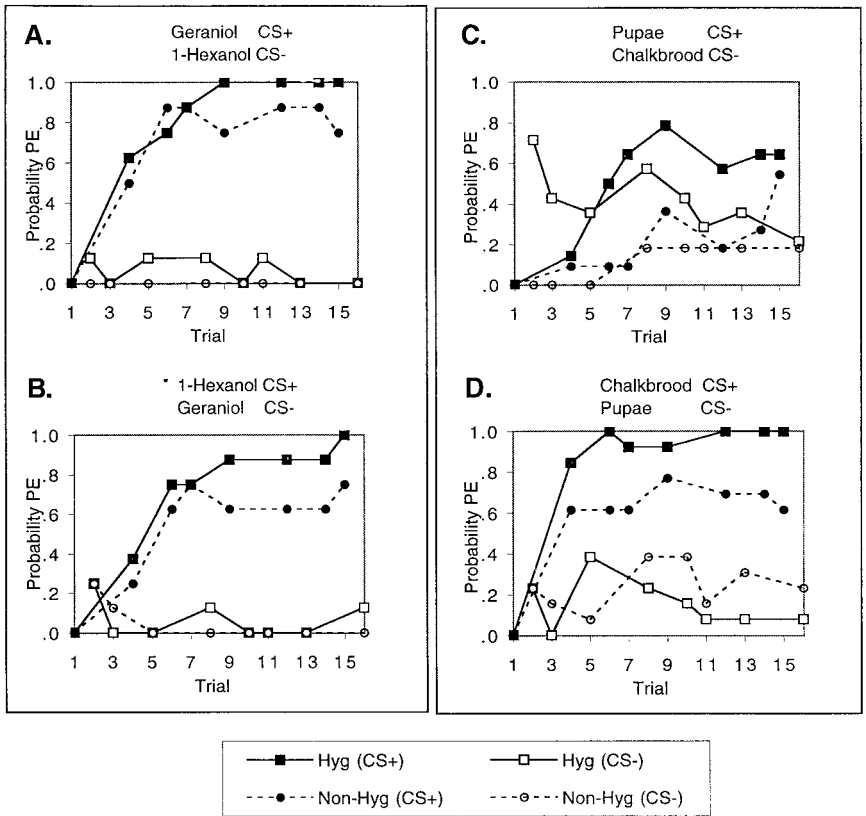 A.
Geraniol CS+
1-Hexanol CS-
Probability PE
1.0
.8
.6
.4
.2
.0
1 3 5 7 9 11 13 15
Trial
B.
1-Hexanol CS+
Geraniol CS-
Probability PE
1.0
.8
.6
.4
.2
.0
1 3 5 7 9 11 13 15
Trial
C.
Pupae CS+
Chalkbrood CS-
Probability PE
1.0
.8
.6
.4
.2
.0
1 3 5 7 9 11 13 15
Trial
D.
Chalkbrood CS+
Pupae CS-
Probability PE
1.0
.8
.6
.4
.2
.0
1 3 5 7 9 11 13 15
Trial
Hyg (CS+) Hyg (CS-)
Non-Hyg (CS+) Non-Hyg (CS-)